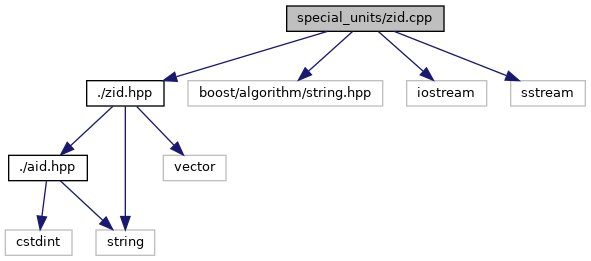 special_units/zid.cpp
./zid.hpp
boost/algorithm/string.hpp
iostream
sstream
./aid.hpp
vector
cstdint
string